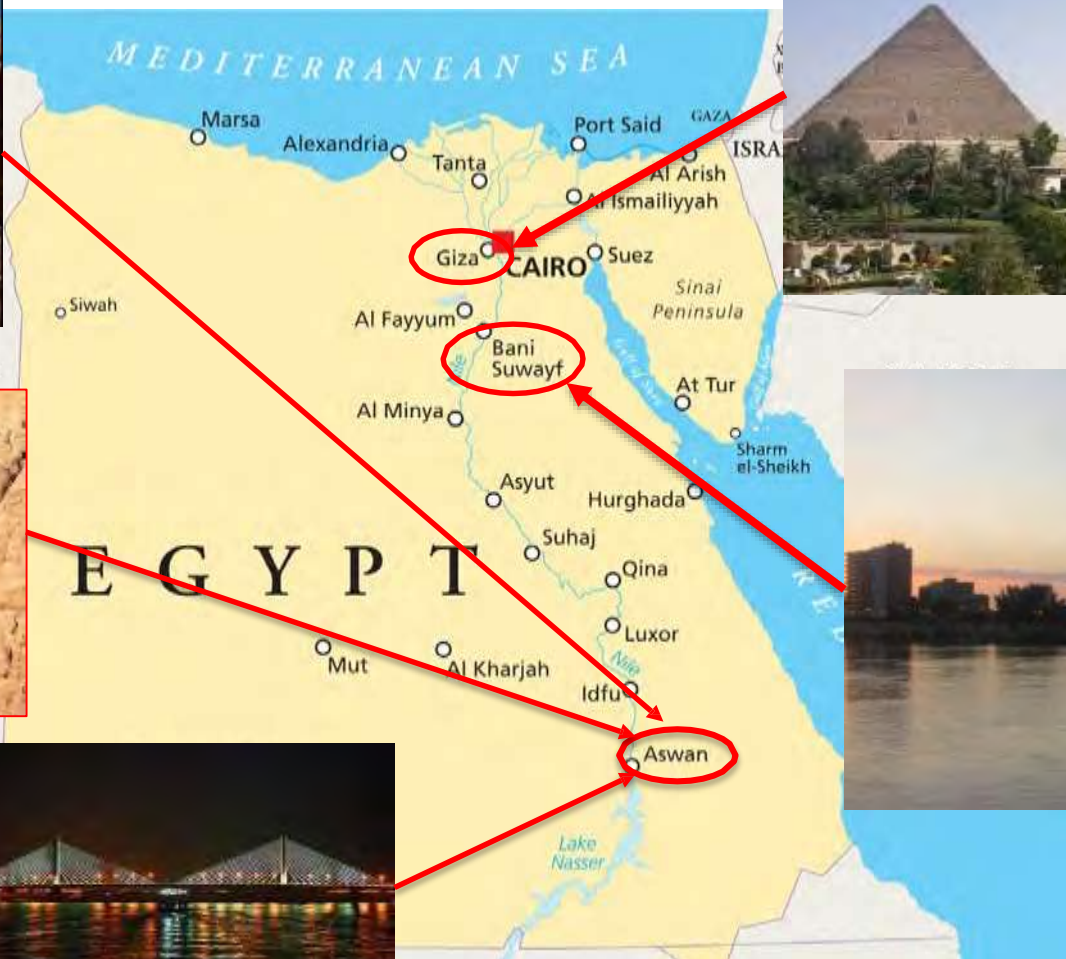 MEDITERRANEAN SEA
Marsa
Alexandria
Tanta
Port Said
GAZA
ISRA
Al Arish
Al Ismailiyyah
Giza
CAIRO
Suez
Siwah
Sinai
Peninsula
Al Fayyum
Bani
Suwayf
Al Minya
At Tur
Sharm
el-Sheikh
Asyut
Hurghada
Suhaj
EGYPT
Qina
RED
Luxor
Mut
Al Kharjah
Nile
Idfu
Aswan
Lake
Nasser